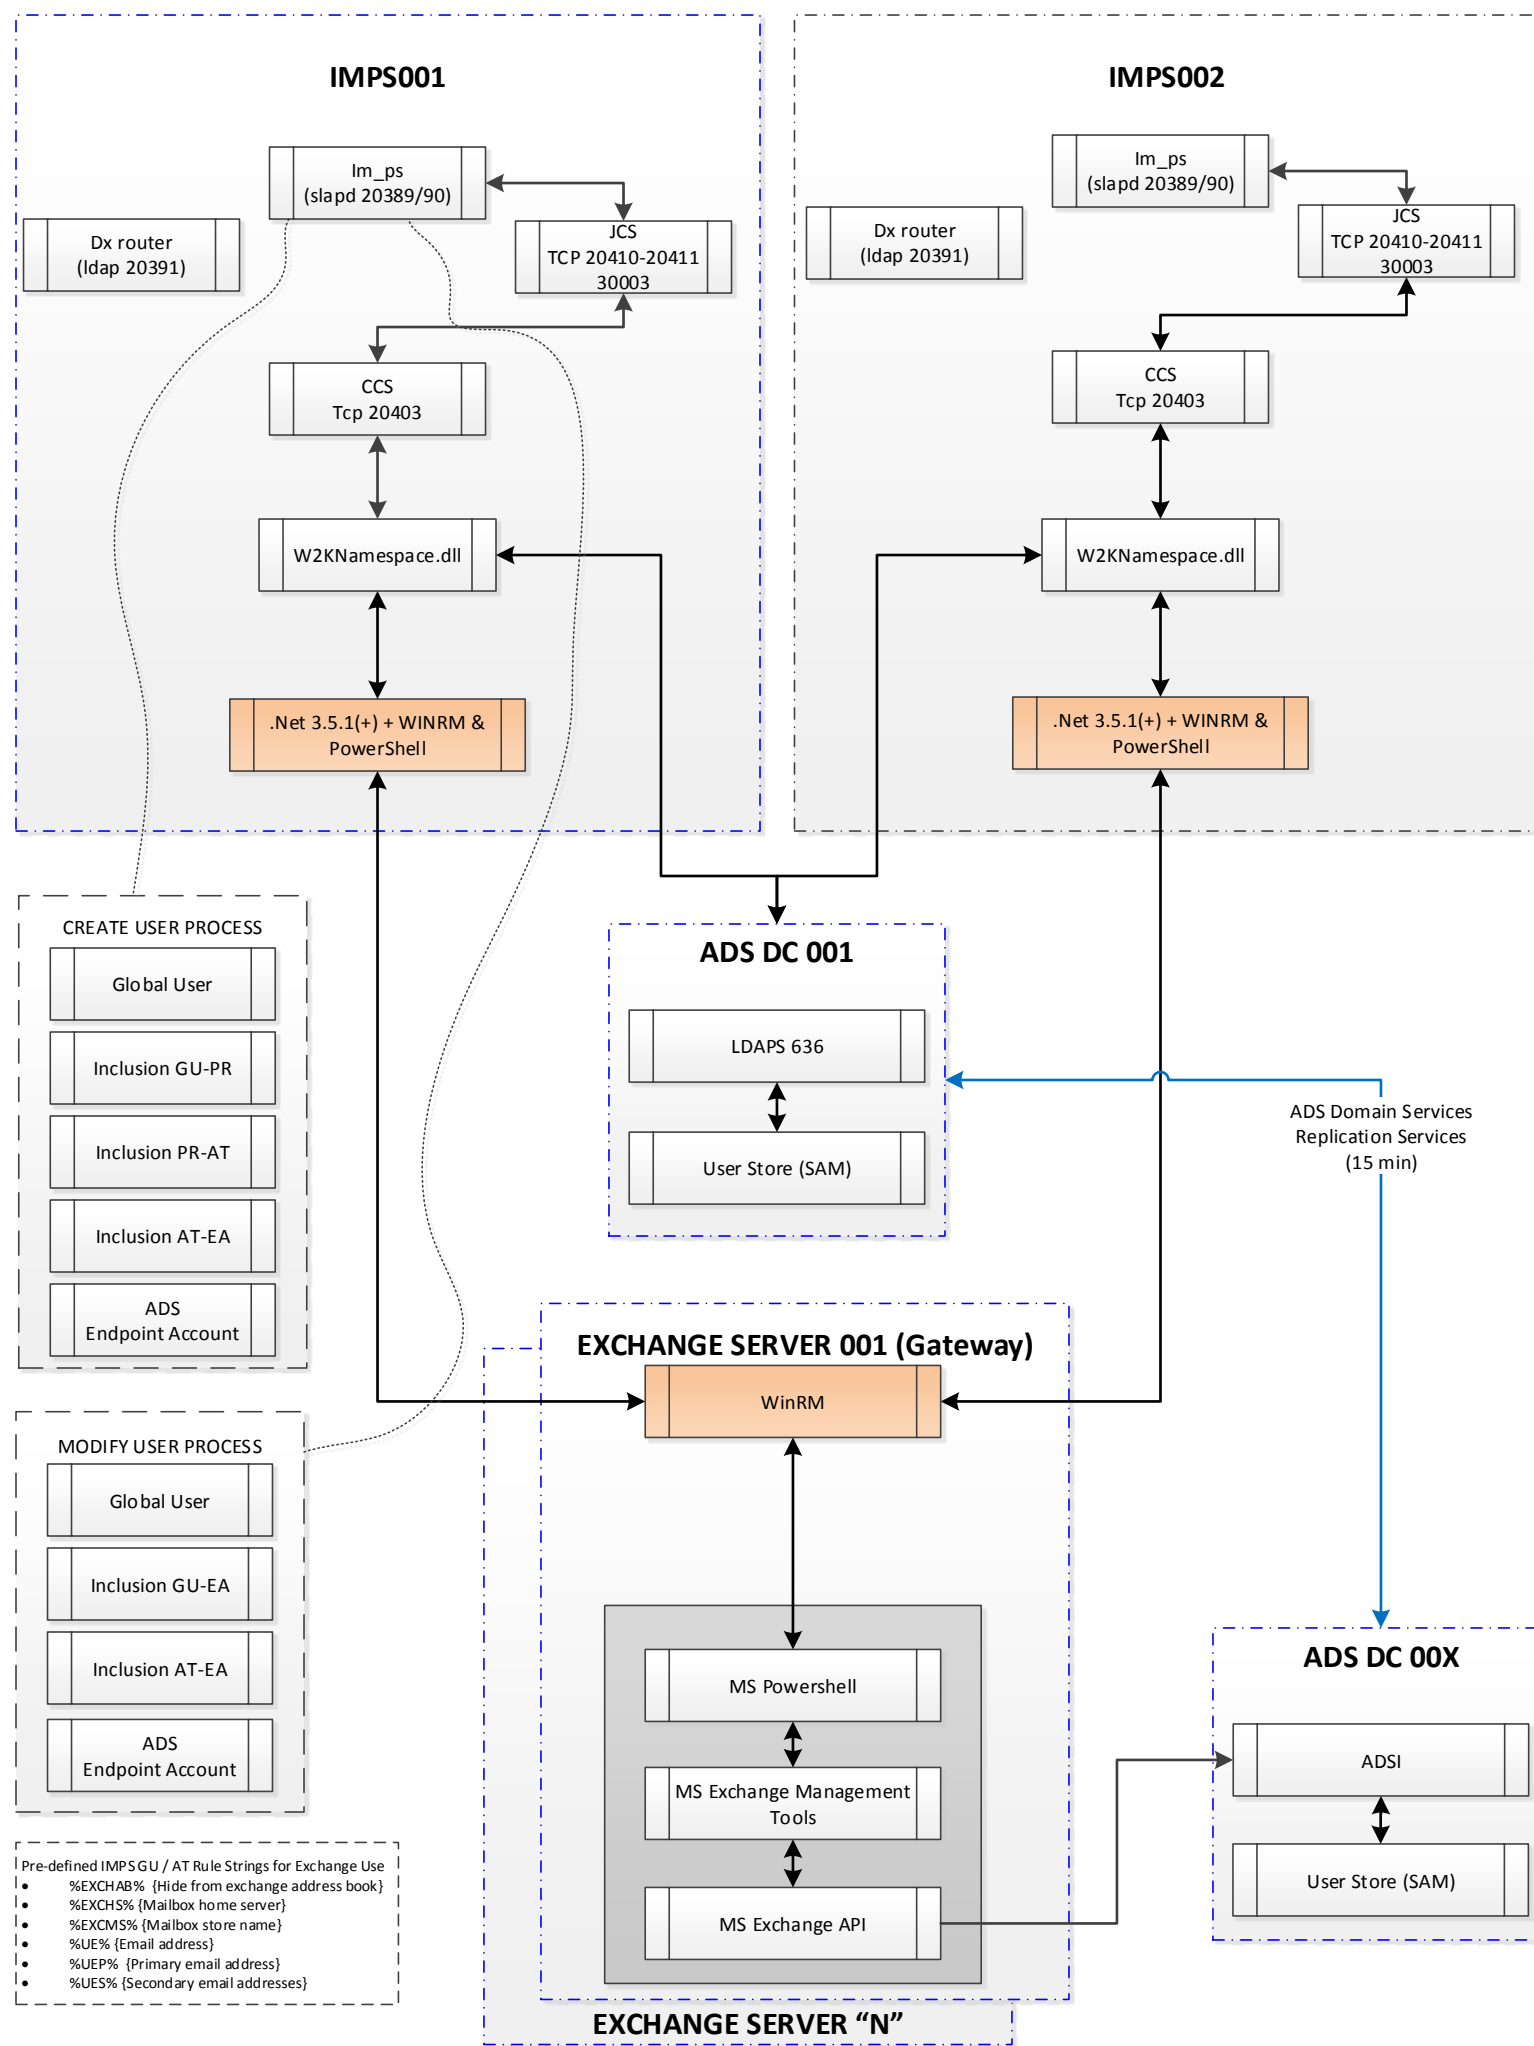 IMPS001
Im_ps
(slapd 20389/90)
Dx router
(ldap 20391)
JCS
TCP 20410-20411
30003
CCS
Tcp 20403
W2KNamespace.dll
.Net 3.5.1(+) + WINRM &
PowerShell
IMPS002
Im_ps
(slapd 20389/90)
Dx router
(ldap 20391)
JCS
TCP 20410-20411
30003
CCS
Tcp 20403
W2KNamespace.dll
.Net 3.5.1(+) + WINRM &
PowerShell
CREATE USER PROCESS
Global User
Inclusion GU-PR
Inclusion PR-AT
Inclusion AT-EA
ADS
Endpoint Account
ADS DC 001
LDAPS 636
User Store (SAM)
ADS Domain Services
Replication Services
(15 min)
EXCHANGE SERVER 001 (Gateway)
WinRM
MS Powershell
MS Exchange Management
Tools
MS Exchange API
EXCHANGE SERVER “N”
MODIFY USER PROCESS
Global User
Inclusion GU-EA
Inclusion AT-EA
ADS
Endpoint Account
ADS DC 00X
ADSI
User Store (SAM)
Pre-defined IMPS GU / AT Rule Strings for Exchange Use
• %EXCHAB% {Hide from exchange address book}
• %EXCHS% {Mailbox home server}
• %EXCMS% {Mailbox store name}
• %UE% {Email address}
• %UEP% {Primary email address}
• %UES% {Secondary email addresses}